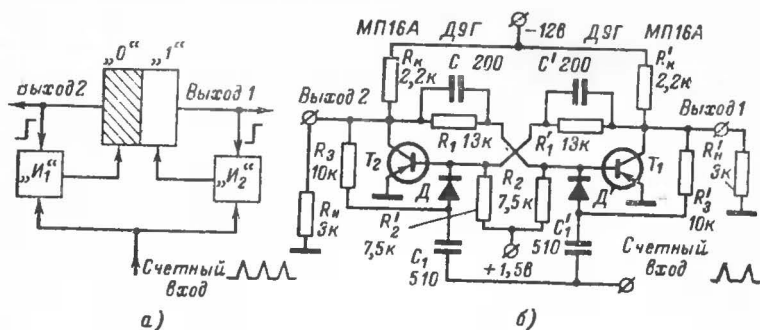 „0“ „1“
Выход 2
Выход 1
„И₁“
„И₂“
Счетный
вход
а)
МП16А
Д9Г
−12в
Д9Г
МП16А
Rк
2,2к
C 200
C' 200
R'к
2,2к
Выход 2
Выход 1
R₁ 13к
R'₁ 13к
T₂
T₁
R₃
10к
Rн
3к
Д
R'₂
7,5к
R₂
7,5к
Д'
R'н
3к
R'₃
10к
C₁
510
C'₁
510
+1,5в
Счетный
вход
б)